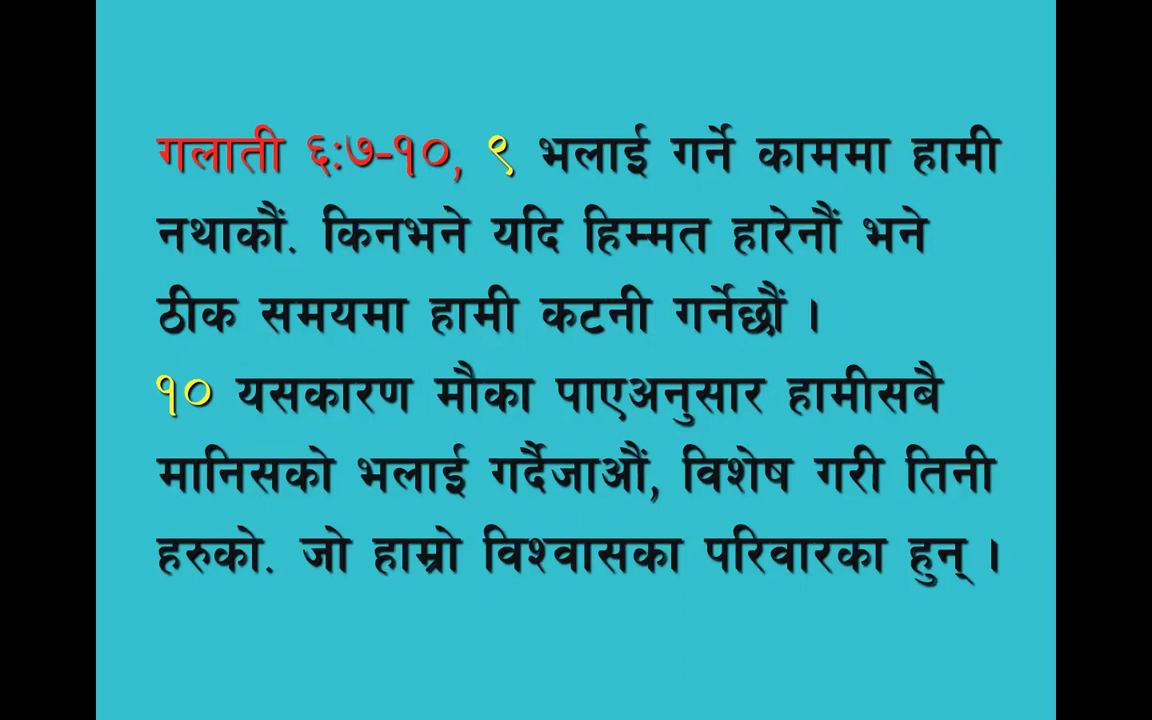 गलाती ६:७-१०, ९ भलाई गर्ने काममा हामी
नथाकौं. किनभने यदि हिम्मत हारेनौं भने
ठीक समयमा हामी कटनी गर्नेछौं ।
१० यसकारण मौका पाएअनुसार हामीसबै
मानिसको भलाई गर्दैजाऔं, विशेष गरी तिनी
हरुको. जो हाम्रो विश्वासका परिवारका हुन् ।